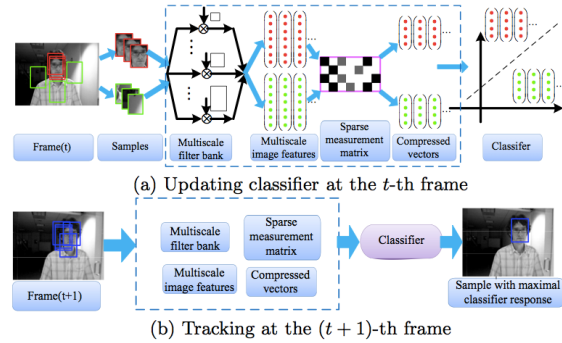 Frame(t)
Samples
Multiscale
filter bank
Multiscale
image features
Sparse
measurement
matrix
Compressed
vectors
Classifer
(a) Updating classifier at the t-th frame
Frame(t+1)
Multiscale
filter bank
Sparse
measurement
matrix
Multiscale
image features
Compressed
vectors
Classifier
Sample with maximal
classifier response
(b) Tracking at the (t + 1)-th frame